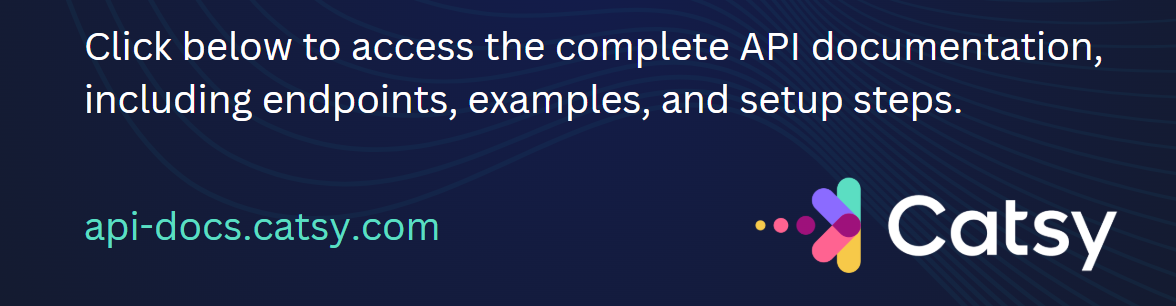 Click below to access the complete API documentation,
including endpoints, examples, and setup steps.
api-docs.catsy.com
Catsy